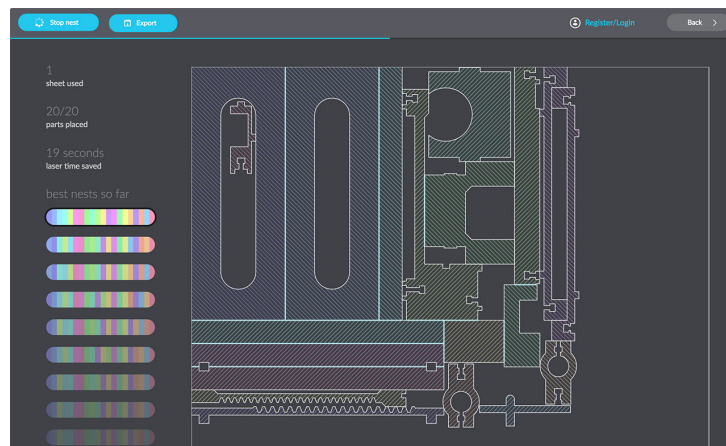 Stop nest
Export
Register/Login
Back
1
sheet used
20/20
parts placed
19 seconds
laser time saved
best nests so far